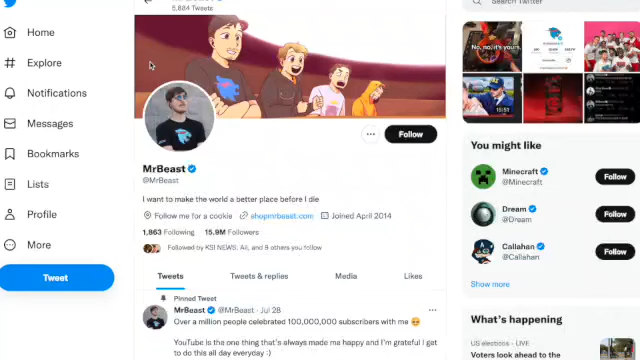 5,884 Tweets
Search Twitter
Home
Explore
Notifications
Messages
Bookmarks
Lists
Profile
More
Tweet
Follow
MrBeast
@MrBeast
I want to make the world a better place before I die
Follow me for a cookie shopmrbeast.com Joined April 2014
1,863 Following 15.9M Followers
Followed by KSI NEWS: Ali, and 8 others you follow
Tweets Tweets & replies Media Likes
Pinned Tweet
MrBeast @MrBeast · Jul 28
Over a million people celebrated 100,000,000 subscribers with me
YouTube is the one thing that's always made me happy and I'm grateful I get
to do this all day everyday :)
No, no, it's yours.
You might like
Minecraft
@Minecraft
Follow
Dream
@Dream
Follow
Callahan
@Callahan
Follow
Show more
What's happening
US elections · LIVE
Voters look ahead to the